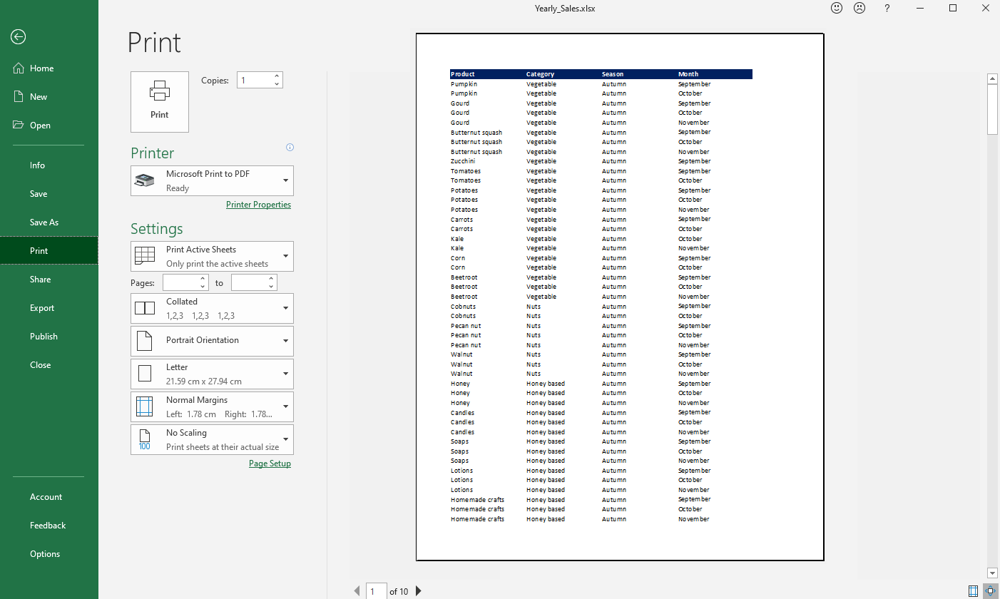 Yearly_Sales.xlsx
?
Home
New
Open
Info
Save
Save As
Print
Share
Export
Publish
Close
Account
Feedback
Options
Print
Print
Copies: 1
Printer
Microsoft Print to PDF
Ready
Printer Properties
Settings
Print Active Sheets
Only print the active sheets
Pages: to
Collated
1,2,3 1,2,3 1,2,3
Portrait Orientation
Letter
21.59 cm x 27.94 cm
Normal Margins
Left: 1.78 cm Right: 1.78...
100
No Scaling
Print sheets at their actual size
Page Setup
Product Category Season Month
Pumpkin Vegetable Autumn September
Pumpkin Vegetable Autumn October
Gourd Vegetable Autumn September
Gourd Vegetable Autumn October
Gourd Vegetable Autumn November
Butternut squash Vegetable Autumn September
Butternut squash Vegetable Autumn October
Butternut squash Vegetable Autumn November
Zucchini Vegetable Autumn September
Tomatoes Vegetable Autumn September
Tomatoes Vegetable Autumn October
Potatoes Vegetable Autumn September
Potatoes Vegetable Autumn October
Potatoes Vegetable Autumn November
Carrots Vegetable Autumn September
Carrots Vegetable Autumn October
Kale Vegetable Autumn October
Kale Vegetable Autumn November
Corn Vegetable Autumn September
Corn Vegetable Autumn October
Beetroot Vegetable Autumn September
Beetroot Vegetable Autumn October
Beetroot Vegetable Autumn November
Cobnuts Nuts Autumn September
Cobnuts Nuts Autumn October
Pecan nut Nuts Autumn September
Pecan nut Nuts Autumn October
Pecan nut Nuts Autumn November
Walnut Nuts Autumn September
Walnut Nuts Autumn October
Walnut Nuts Autumn November
Honey Honey based Autumn September
Honey Honey based Autumn October
Honey Honey based Autumn November
Candles Honey based Autumn September
Candles Honey based Autumn October
Candles Honey based Autumn November
Soaps Honey based Autumn September
Soaps Honey based Autumn October
Soaps Honey based Autumn November
Lotions Honey based Autumn September
Lotions Honey based Autumn October
Lotions Honey based Autumn November
Homemade crafts Honey based Autumn September
Homemade crafts Honey based Autumn October
Homemade crafts Honey based Autumn November
1 of 10